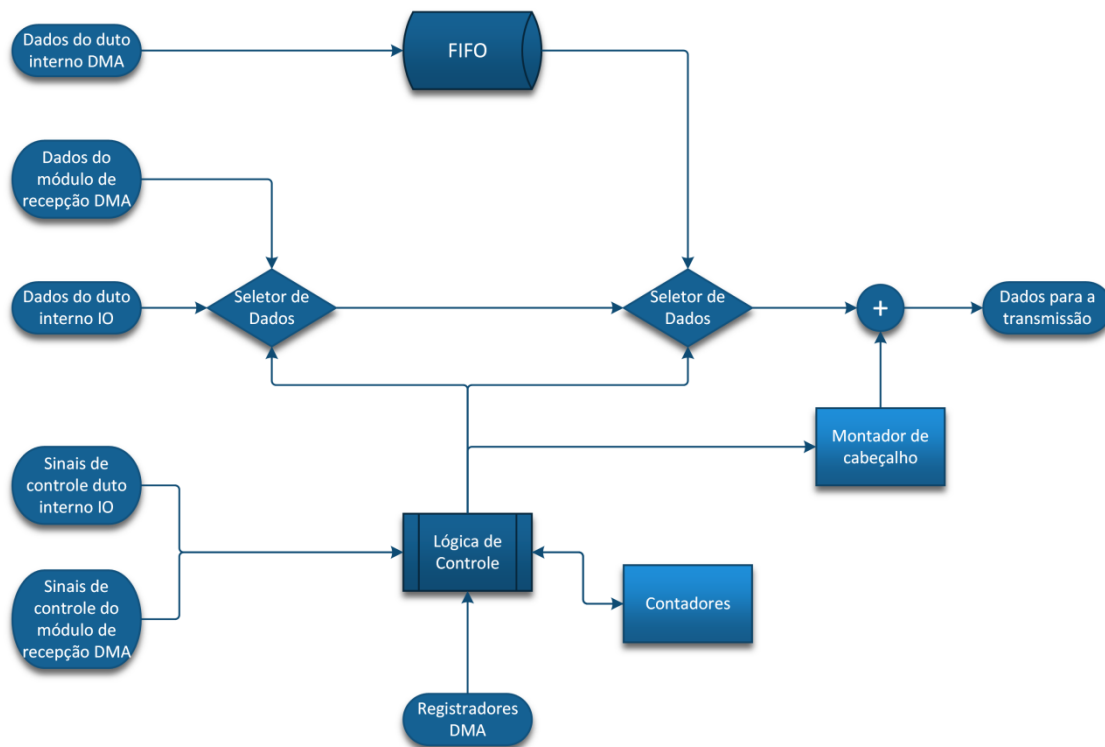 Dados do duto
interno DMA
FIFO
Dados do
módulo de
recepção DMA
Dados do duto
interno IO
Seletor de
Dados
Seletor de
Dados
+
Dados para a
transmissão
Montador de
cabeçalho
Sinais de
controle duto
interno IO
Lógica de
Controle
Sinais de
controle do
módulo de
recepção DMA
Contadores
Registradores
DMA